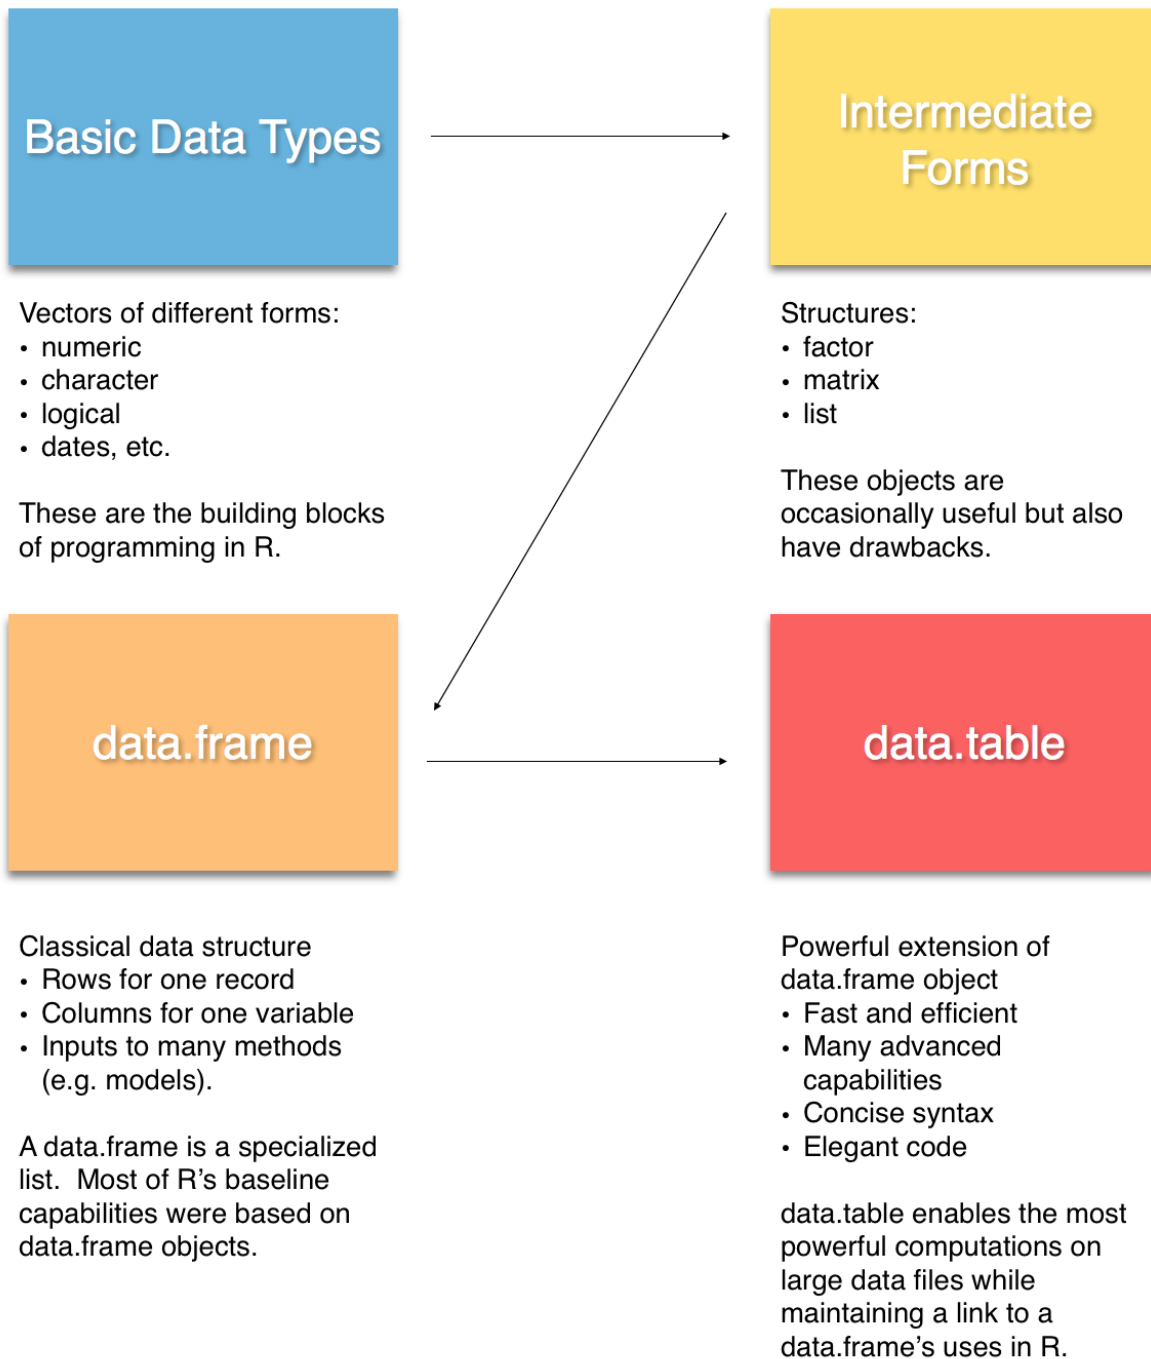 Basic Data Types
Intermediate
Forms
Vectors of different forms:
• numeric
• character
• logical
• dates, etc.
These are the building blocks
of programming in R.
Structures:
• factor
• matrix
• list
These objects are
occasionally useful but also
have drawbacks.
data.frame
data.table
Classical data structure
• Rows for one record
• Columns for one variable
• Inputs to many methods
(e.g. models).
A data.frame is a specialized
list.  Most of R’s baseline
capabilities were based on
data.frame objects.
Powerful extension of
data.frame object
• Fast and efficient
• Many advanced
capabilities
• Concise syntax
• Elegant code
data.table enables the most
powerful computations on
large data files while
maintaining a link to a
data.frame’s uses in R.